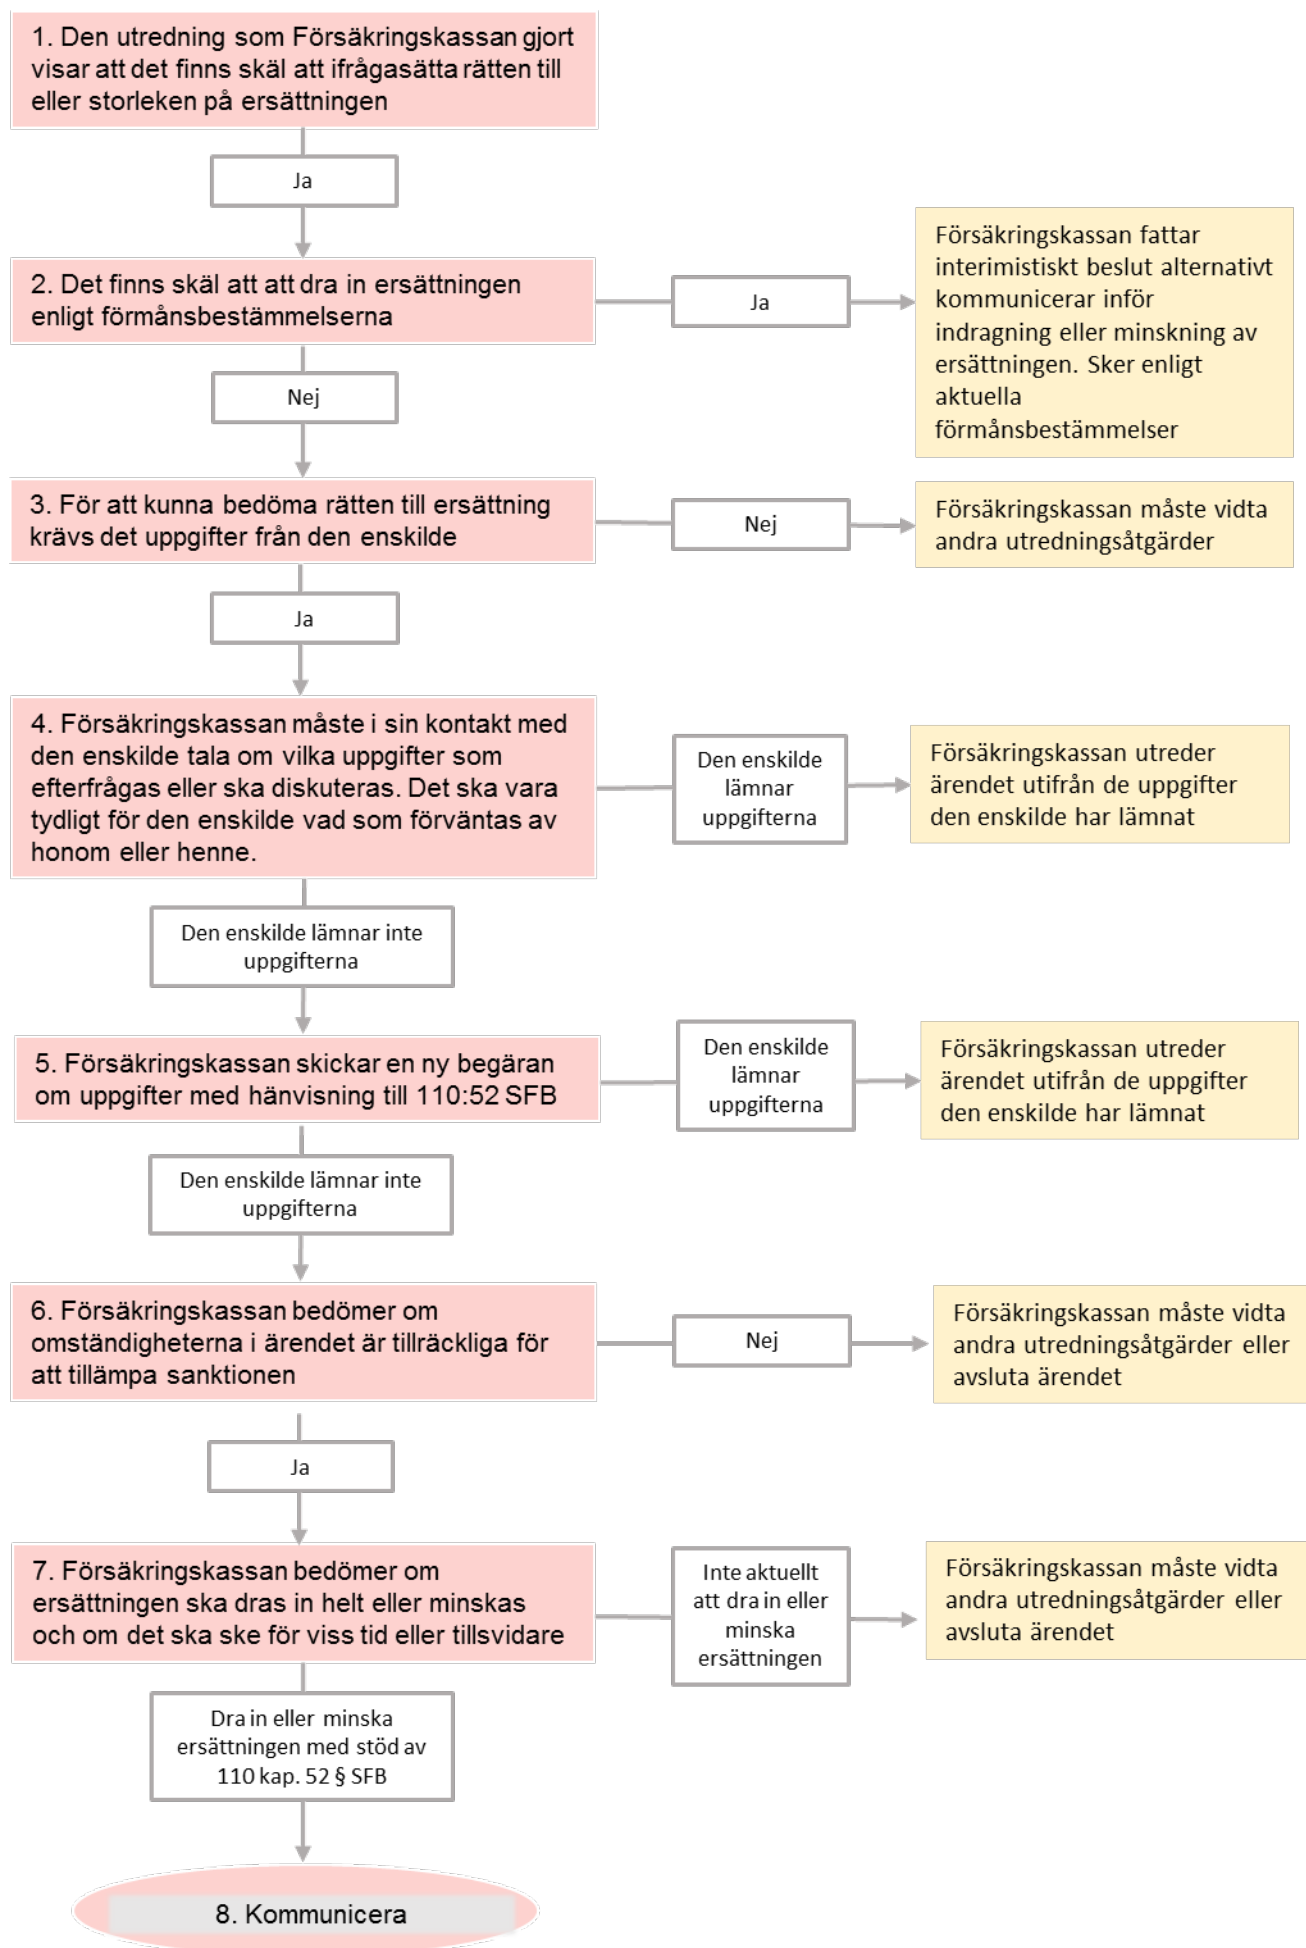 1. Den utredning som Försäkringskassan gjort
visar att det finns skäl att ifrågasätta rätten till
eller storleken på ersättningen
Ja
2. Det finns skäl att att dra in ersättningen
enligt förmånsbestämmelserna
Ja
Försäkringskassan fattar
interimistiskt beslut alternativt
kommunicerar inför
indragning eller minskning av
ersättningen. Sker enligt
aktuella
förmånsbestämmelser
Nej
3. För att kunna bedöma rätten till ersättning
krävs det uppgifter från den enskilde
Nej
Försäkringskassan måste vidta
andra utredningsåtgärder
Ja
4. Försäkringskassan måste i sin kontakt med
den enskilde tala om vilka uppgifter som
efterfrågas eller ska diskuteras. Det ska vara
tydligt för den enskilde vad som förväntas av
honom eller henne.
Den enskilde
lämnar
uppgifterna
Försäkringskassan utreder
ärendet utifrån de uppgifter
den enskilde har lämnat
Den enskilde lämnar inte
uppgifterna
5. Försäkringskassan skickar en ny begäran
om uppgifter med hänvisning till 110:52 SFB
Den enskilde
lämnar
uppgifterna
Försäkringskassan utreder
ärendet utifrån de uppgifter
den enskilde har lämnat
Den enskilde lämnar inte
uppgifterna
6. Försäkringskassan bedömer om
omständigheterna i ärendet är tillräckliga för
att tillämpa sanktionen
Nej
Försäkringskassan måste vidta
andra utredningsåtgärder eller
avsluta ärendet
Ja
7. Försäkringskassan bedömer om
ersättningen ska dras in helt eller minskas
och om det ska ske för viss tid eller tillsvidare
Inte aktuellt
att dra in eller
minska
ersättningen
Försäkringskassan måste vidta
andra utredningsåtgärder eller
avsluta ärendet
Dra in eller minska
ersättningen med stöd av
110 kap. 52 § SFB
8. Kommunicera